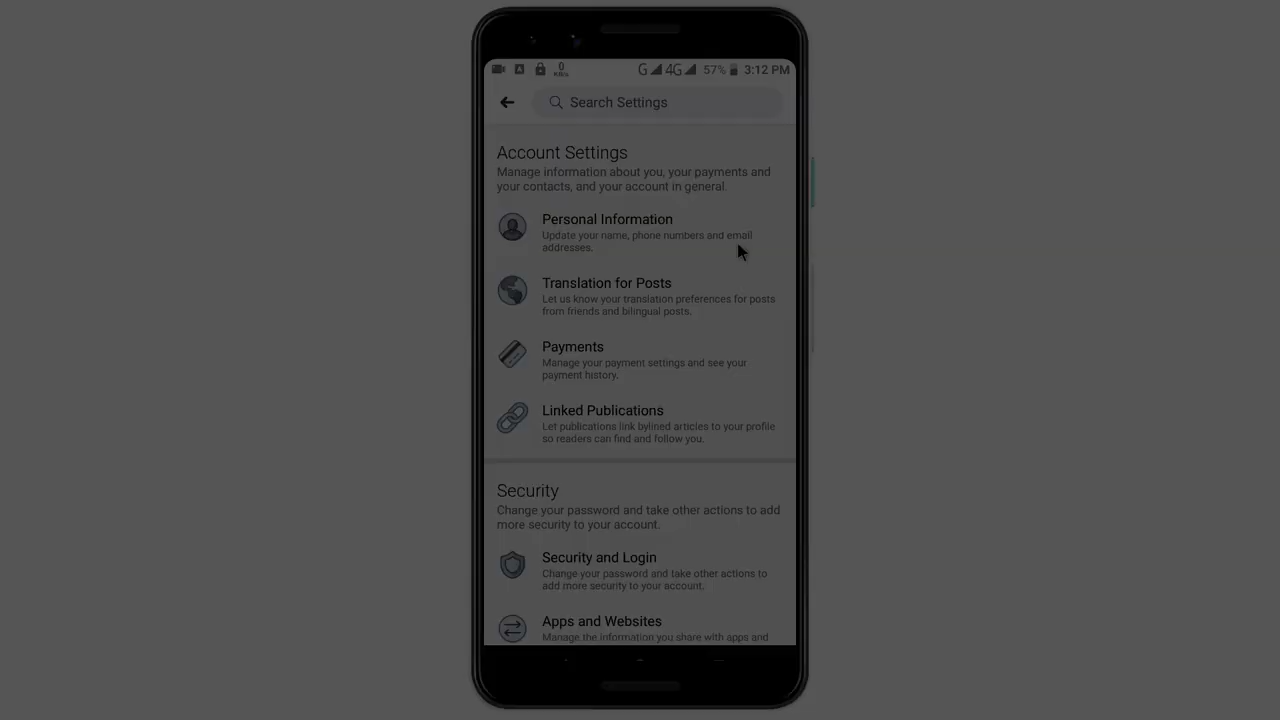 0
KB/s
G 4G 57% 3:12 PM
Search Settings
Account Settings
Manage information about you, your payments and
your contacts, and your account in general.
Personal Information
Update your name, phone numbers and email
addresses.
Translation for Posts
Let us know your translation preferences for posts
from friends and bilingual posts.
Payments
Manage your payment settings and see your
payment history.
Linked Publications
Let publications link bylined articles to your profile
so readers can find and follow you.
Security
Change your password and take other actions to add
more security to your account.
Security and Login
Change your password and take other actions to
add more security to your account.
Apps and Websites
Manage the information you share with apps and